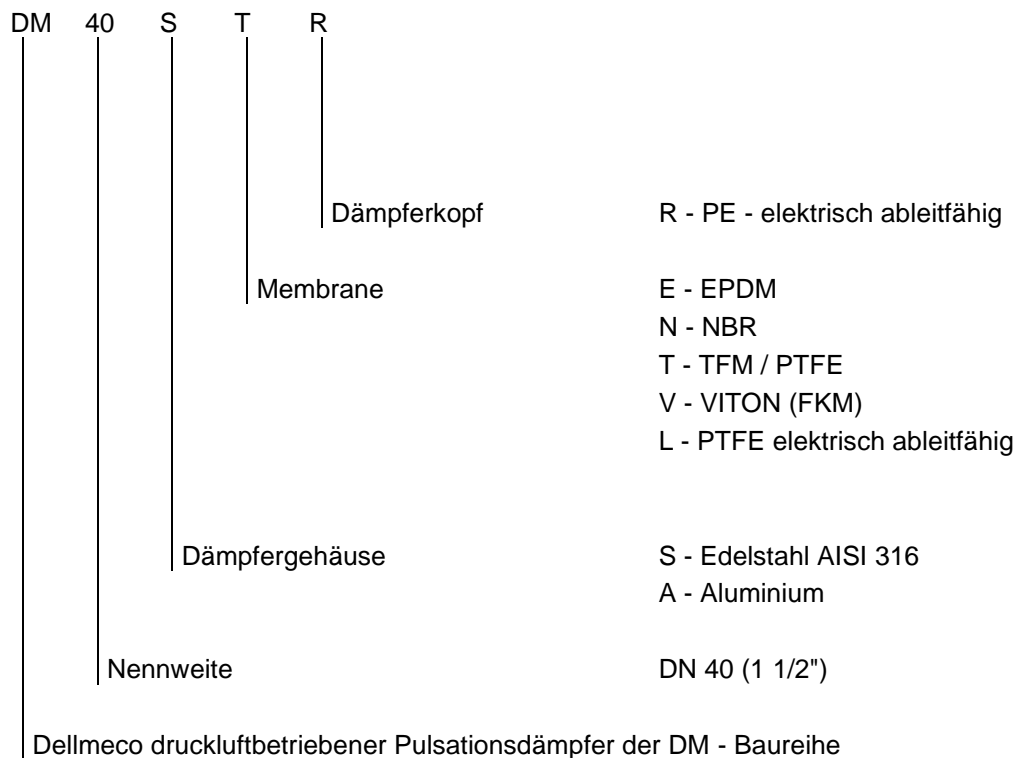 DM 40 S T R
Dämpferkopf R - PE - elektrisch ableitfähig
Membrane E - EPDM
N - NBR
T - TFM / PTFE
V - VITON (FKM)
L - PTFE elektrisch ableitfähig
Dämpfergehäuse S - Edelstahl AISI 316
A - Aluminium
Nennweite DN 40 (1 1/2")
Dellmeco druckluftbetriebener Pulsationsdämpfer der DM - Baureihe